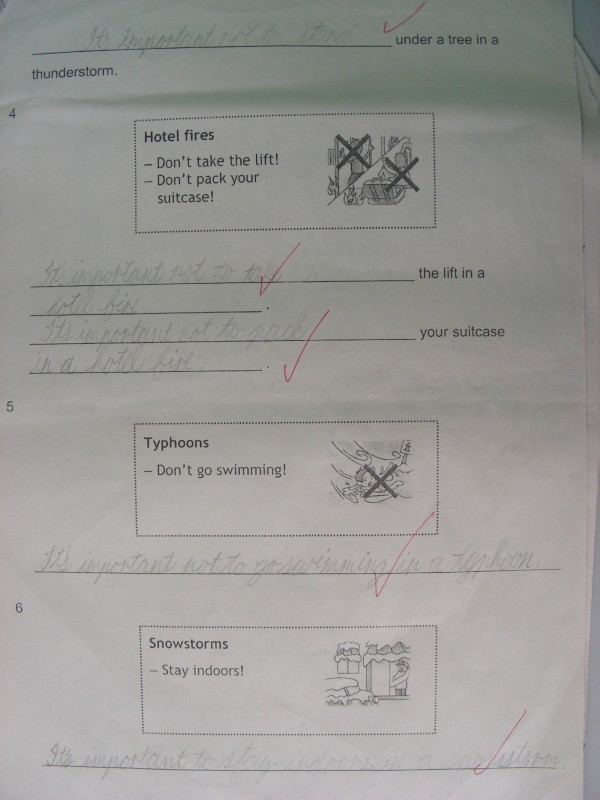 It's important not to stand under a tree in a
thunderstorm.
4
Hotel fires
– Don't take the lift!
– Don't pack your
suitcase!
It important not to take the lift in a
hotel fire .
It's important not to pack your suitcase
in a hotel fire .
5
Typhoons
– Don't go swimming!
It's important not to go swimming in a typhoon.
6
Snowstorms
– Stay indoors!
It's important to stay indoors in a snowstorm.